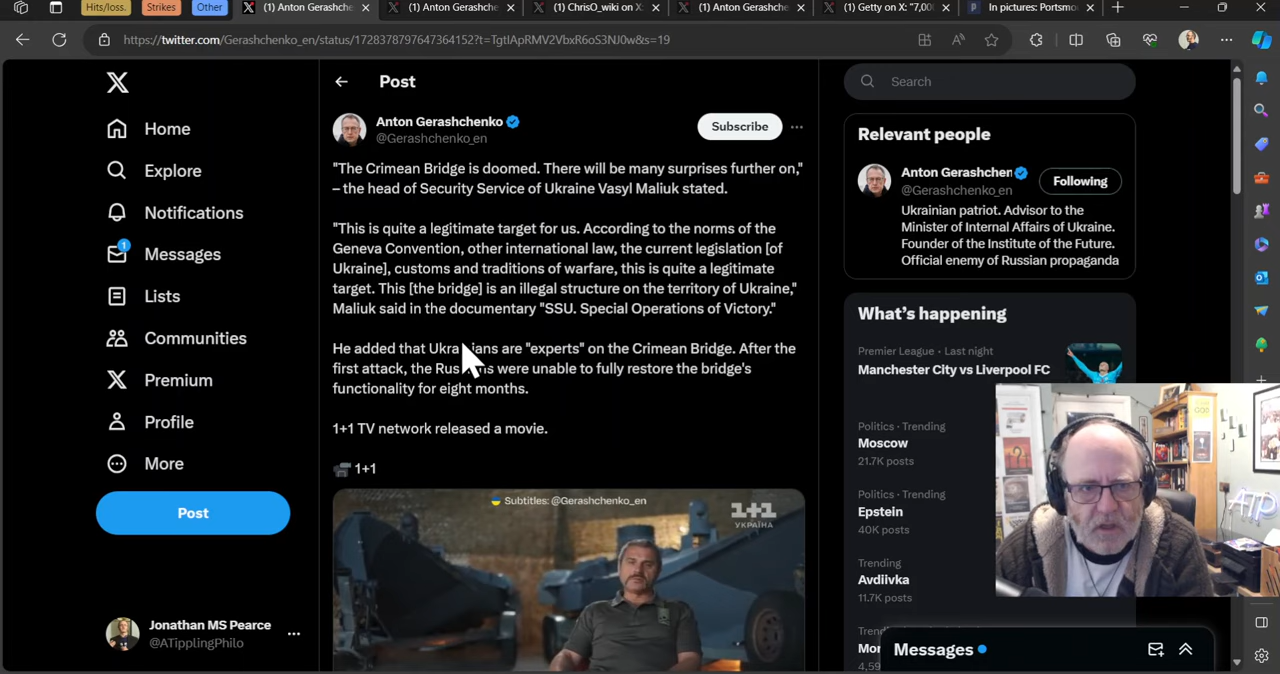 Hits/loss.
Strikes
Other
(1) Anton Gerashche
(1) Anton Gerashche
(1) ChrisO_wiki on X
(1) Anton Gerashche
(1) Getty on X: "7,00
In pictures: Portsmo
https://twitter.com/Gerashchenko_en/status/1728378797647364152?t=TgtIApRMV2VbxR6oS3NJ0w&s=19
Home
Explore
Notifications
1
Messages
Lists
Communities
Premium
Profile
More
Post
Jonathan MS Pearce
@ATipplingPhilo
Post
Anton Gerashchenko
@Gerashchenko_en
Subscribe
"The Crimean Bridge is doomed. There will be many surprises further on,"
– the head of Security Service of Ukraine Vasyl Maliuk stated.
"This is quite a legitimate target for us. According to the norms of the
Geneva Convention, other international law, the current legislation [of
Ukraine], customs and traditions of warfare, this is quite a legitimate
target. This [the bridge] is an illegal structure on the territory of Ukraine,"
Maliuk said in the documentary "SSU. Special Operations of Victory."
He added that Ukra ians are "experts" on the Crimean Bridge. After the
first attack, the Rus ns were unable to fully restore the bridge's
functionality for eight months.
1+1 TV network released a movie.
1+1
Subtitles: @Gerashchenko_en
1+1
УКРАЇНА
Search
Relevant people
Anton Gerashchen
@Gerashchenko_en
Following
Ukrainian patriot. Advisor to the
Minister of Internal Affairs of Ukraine.
Founder of the Institute of the Future.
Official enemy of Russian propaganda
What's happening
Premier League · Last night
Manchester City vs Liverpool FC
Politics · Trending
Moscow
21.7K posts
Politics · Trending
Epstein
40K posts
Trending
Avdiivka
11.7K posts
Trend
Mor
4,59
Messages
ATP